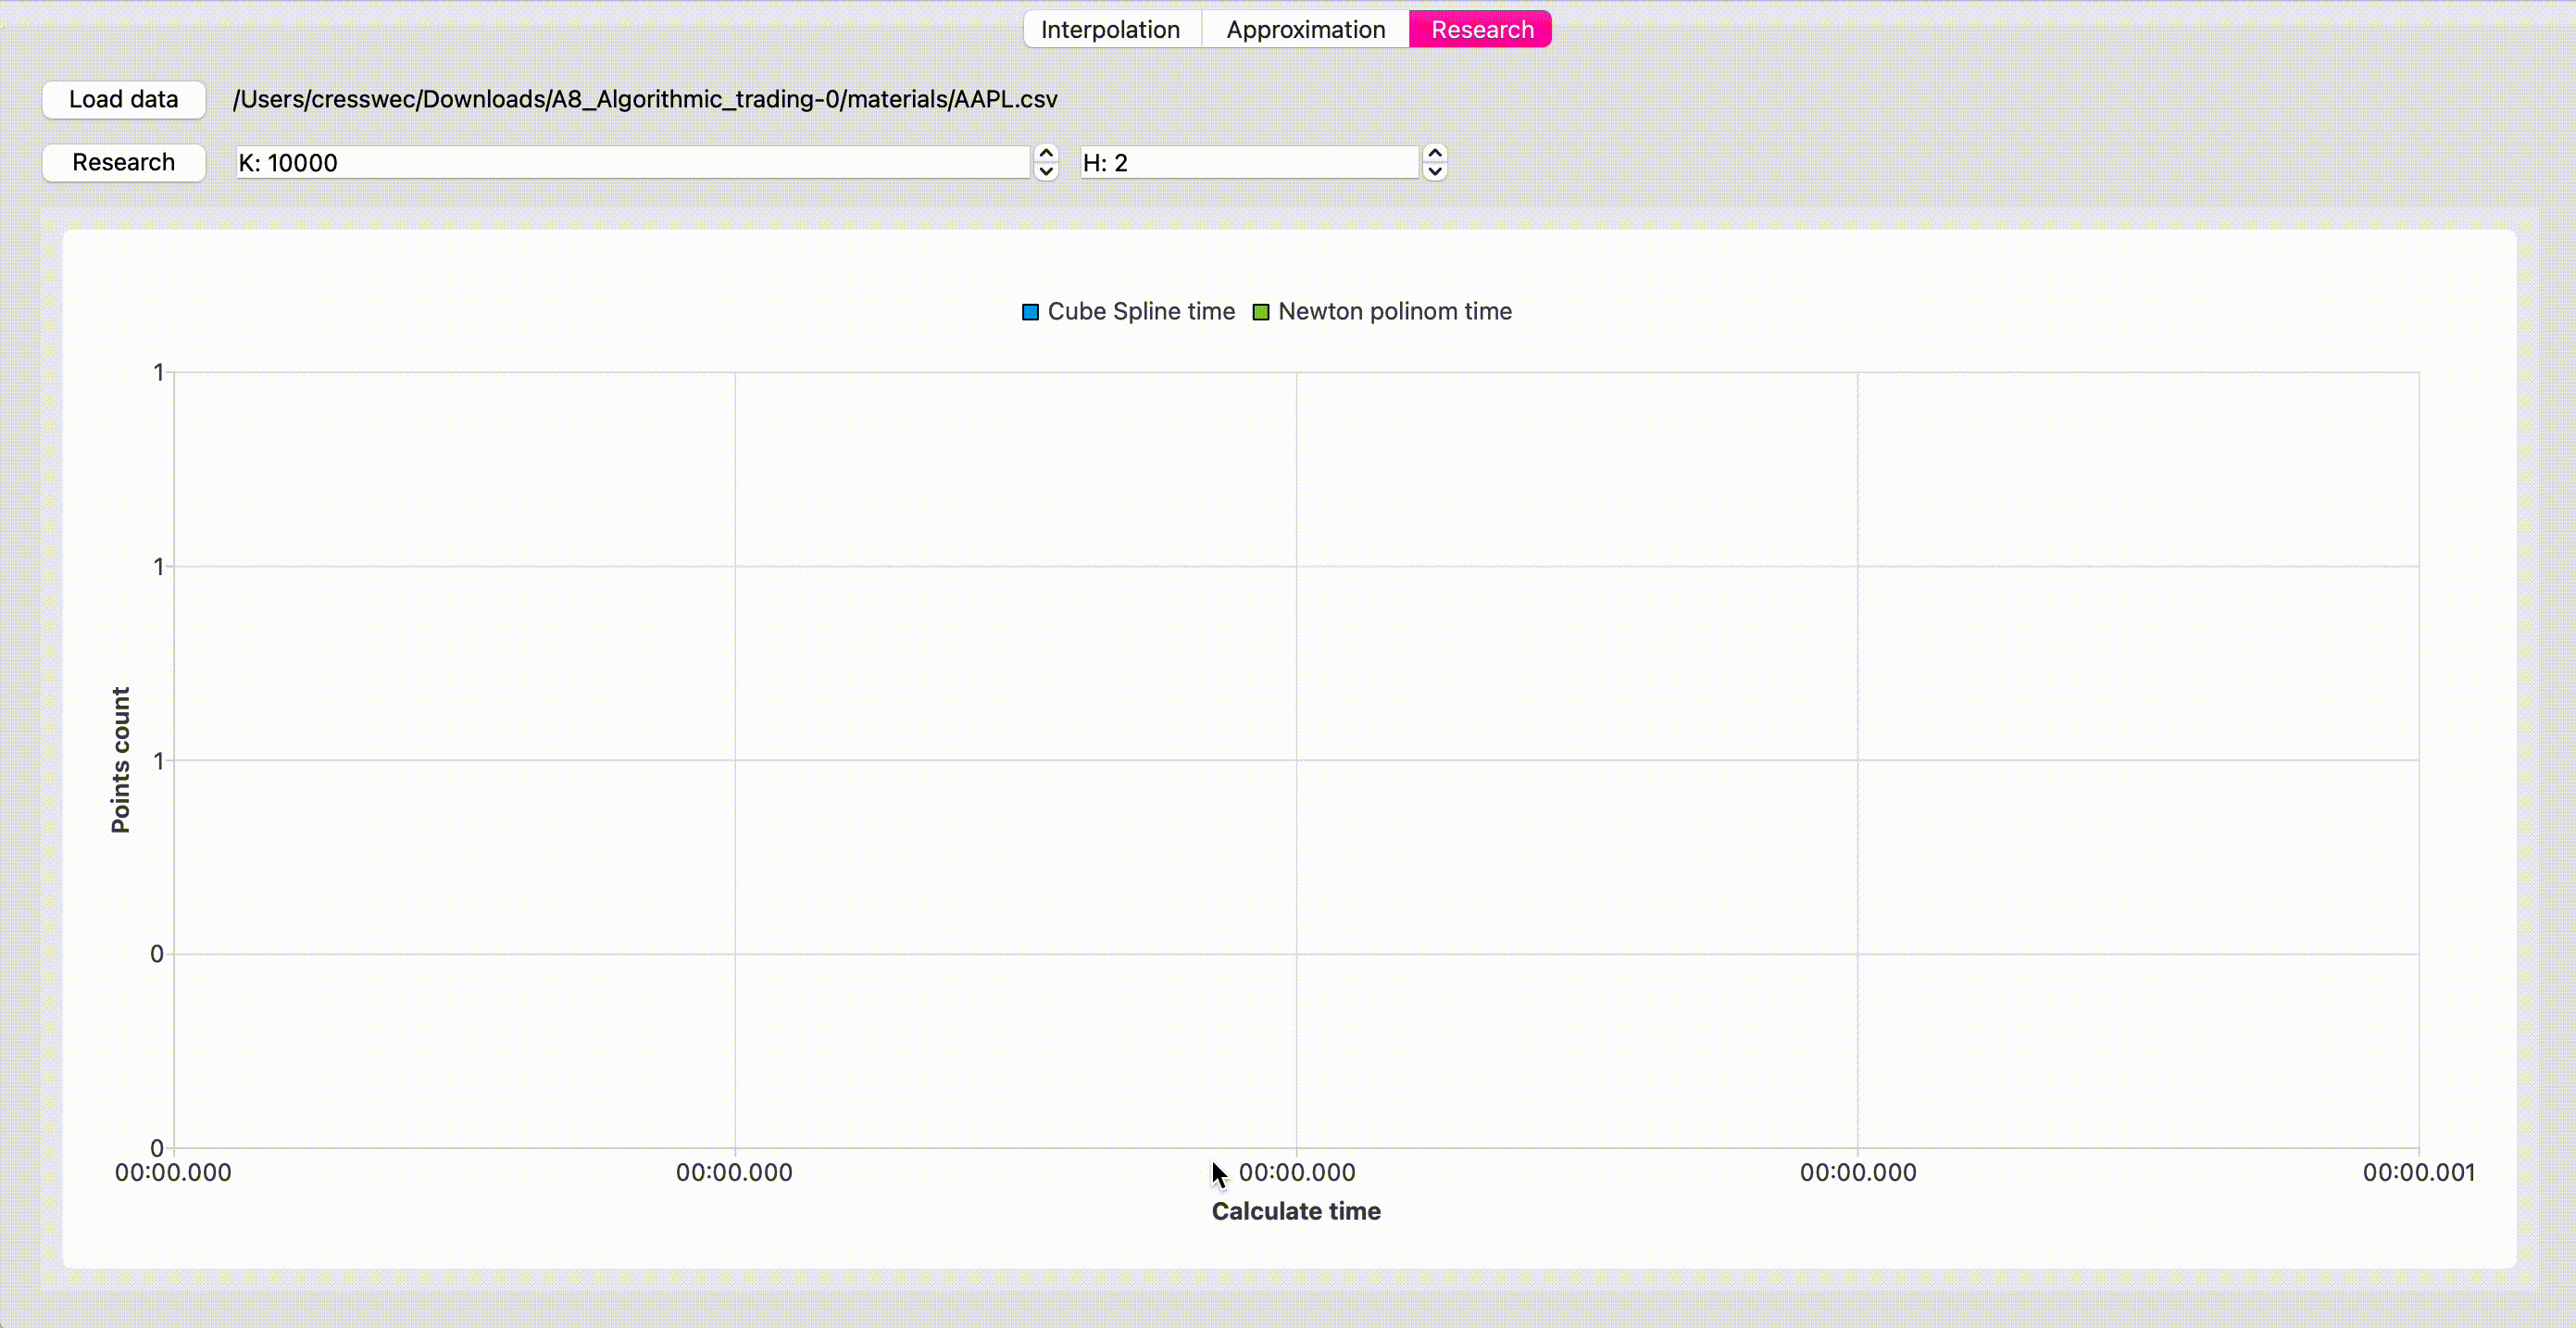 Interpolation Approximation Research
Load data /Users/cresswec/Downloads/A8_Algorithmic_trading-0/materials/AAPL.csv
Research K: 10000 H: 2
Cube Spline time Newton polinom time
1
1
1
0
0
Points count
00:00.000 00:00.000 00:00.000 00:00.000 00:00.001
Calculate time